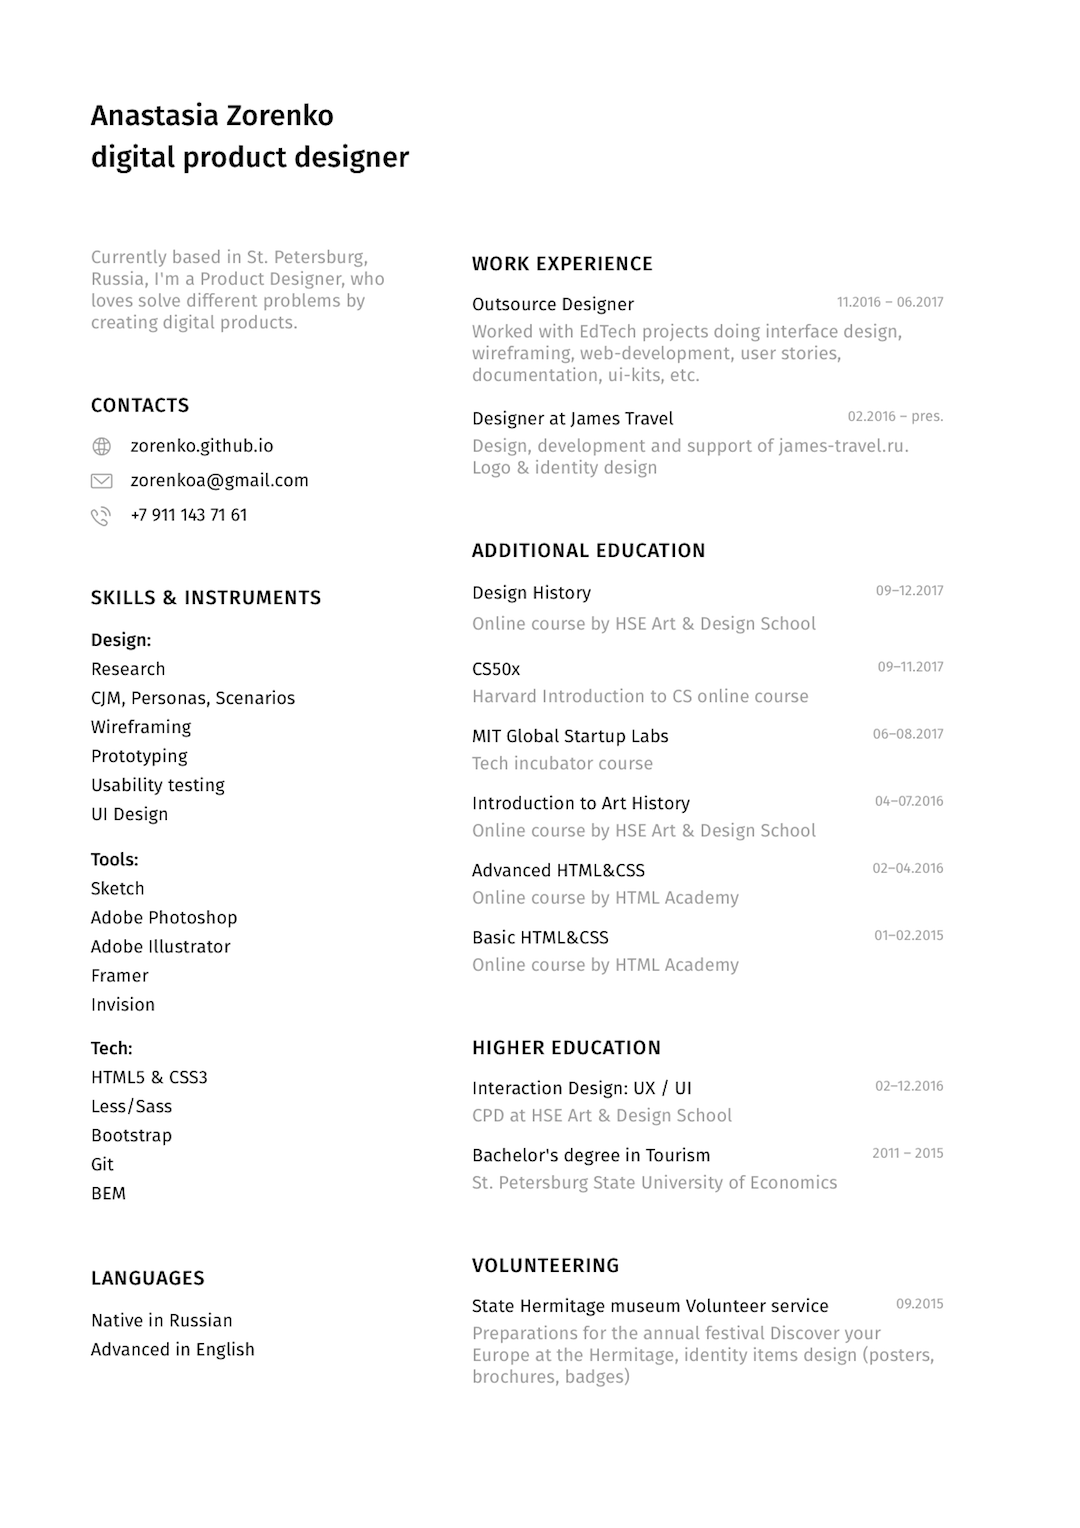 Anastasia Zorenko
digital product designer
Currently based in St. Petersburg,
Russia, I'm a Product Designer, who
loves solve different problems by
creating digital products.
CONTACTS
zorenko.github.io
zorenkoa@gmail.com
+7 911 143 71 61
SKILLS & INSTRUMENTS
Design:
Research
CJM, Personas, Scenarios
Wireframing
Prototyping
Usability testing
UI Design
Tools:
Sketch
Adobe Photoshop
Adobe Illustrator
Framer
Invision
Tech:
HTML5 & CSS3
Less/Sass
Bootstrap
Git
BEM
LANGUAGES
Native in Russian
Advanced in English
WORK EXPERIENCE
Outsource Designer 11.2016 – 06.2017
Worked with EdTech projects doing interface design,
wireframing, web-development, user stories,
documentation, ui-kits, etc.
Designer at James Travel 02.2016 – pres.
Design, development and support of james-travel.ru.
Logo & identity design
ADDITIONAL EDUCATION
Design History 09–12.2017
Online course by HSE Art & Design School
CS50x 09–11.2017
Harvard Introduction to CS online course
MIT Global Startup Labs 06–08.2017
Tech incubator course
Introduction to Art History 04–07.2016
Online course by HSE Art & Design School
Advanced HTML&CSS 02–04.2016
Online course by HTML Academy
Basic HTML&CSS 01–02.2015
Online course by HTML Academy
HIGHER EDUCATION
Interaction Design: UX / UI 02–12.2016
CPD at HSE Art & Design School
Bachelor's degree in Tourism 2011 – 2015
St. Petersburg State University of Economics
VOLUNTEERING
State Hermitage museum Volunteer service 09.2015
Preparations for the annual festival Discover your
Europe at the Hermitage, identity items design (posters,
brochures, badges)